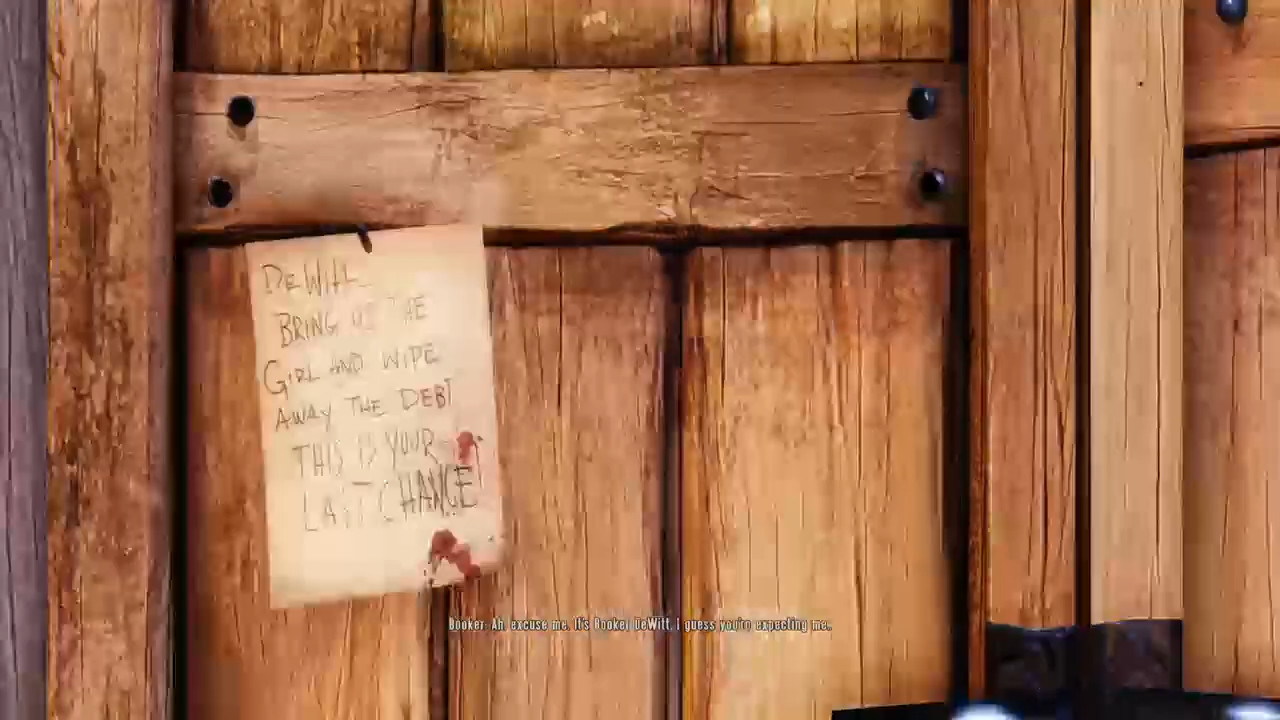 DEWITT
BRING US THE
GIRL AND WIPE
AWAY THE DEBT
THIS IS YOUR
LAST CHANCE!
Booker: Ah, excuse me. It's Booker DeWitt. I guess you're expecting me.